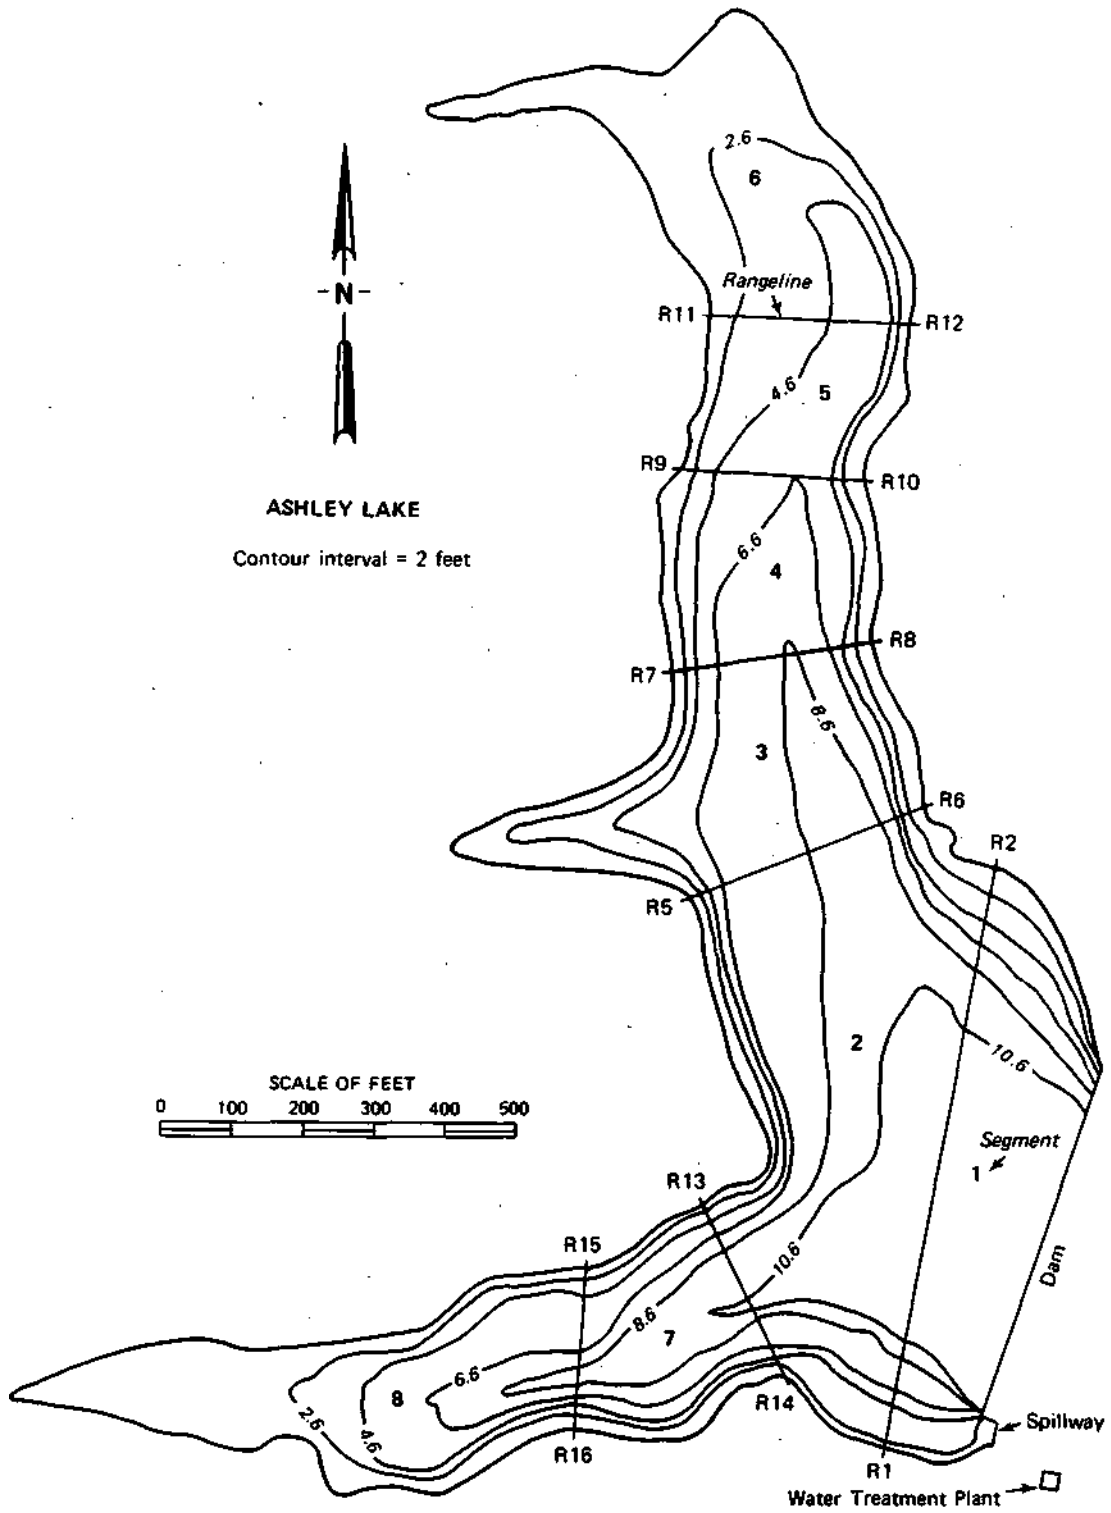 2.6
6
Rangeline
N
R11
R12
4.6
5
R9
R10
ASHLEY LAKE
Contour interval = 2 feet
6.6
4
R7
R8
8.6
3
R6
R2
R5
2
10.6
SCALE OF FEET
0 100 200 300 400 500
Segment
1
R13
R15
10.6
Dam
8.6
7
6.6
8
2.6
4.6
R14
R16
Spillway
R1
Water Treatment Plant